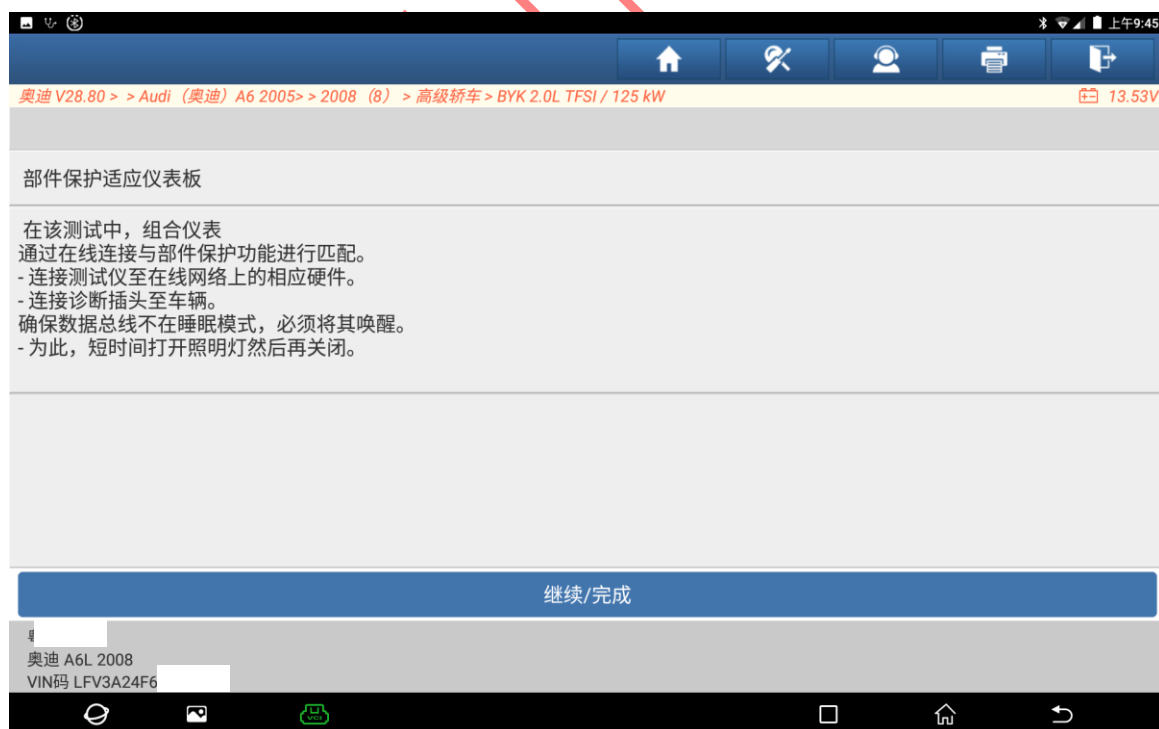 上午9:45
奥迪 V28.80 > > Audi（奥迪）A6 2005> > 2008（8） > 高级轿车 > BYK 2.0L TFSI / 125 kW
13.53V
部件保护适应仪表板
在该测试中，组合仪表
通过在线连接与部件保护功能进行匹配。
- 连接测试仪至在线网络上的相应硬件。
- 连接诊断插头至车辆。
确保数据总线不在睡眠模式，必须将其唤醒。
- 为此，短时间打开照明灯然后再关闭。
继续/完成
奥迪 A6L 2008
VIN码 LFV3A24F6
VCI